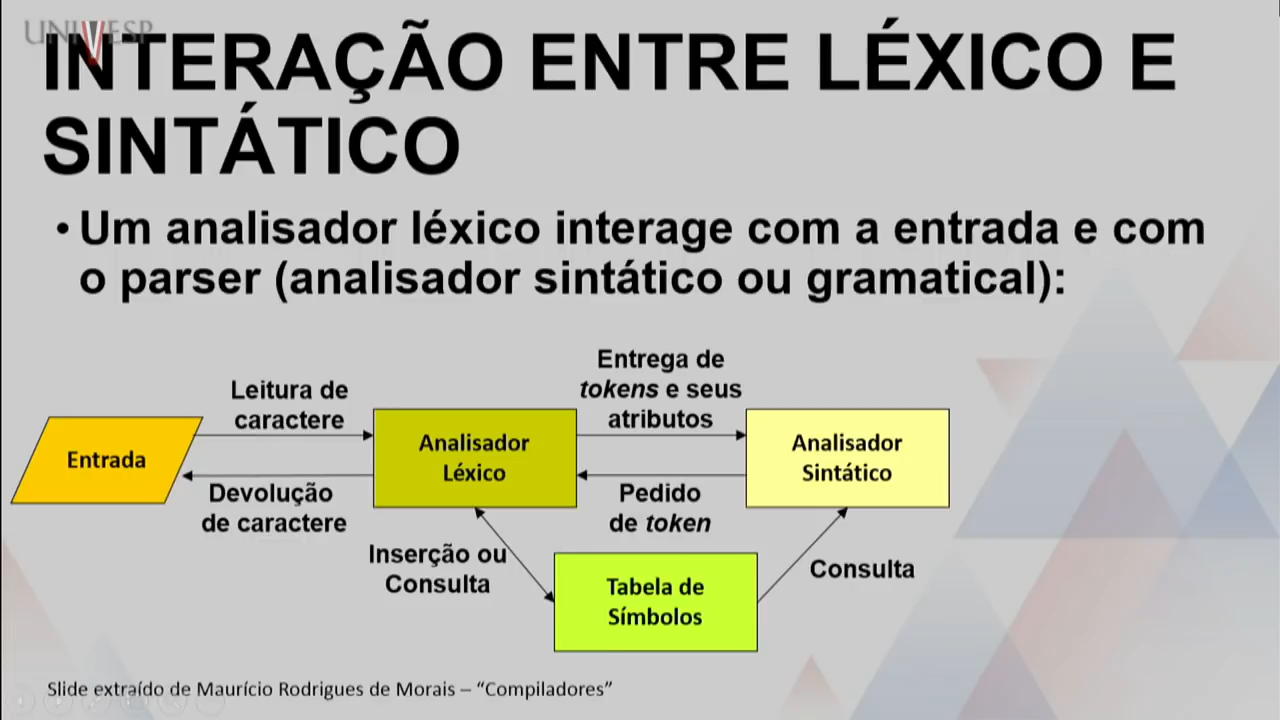 UNIVESP
INTERAÇÃO ENTRE LÉXICO E
SINTÁTICO
• Um analisador léxico interage com a entrada e com
o parser (analisador sintático ou gramatical):
Entrada
Leitura de
caractere
Devolução
de caractere
Analisador
Léxico
Entrega de
tokens e seus
atributos
Pedido
de token
Analisador
Sintático
Inserção ou
Consulta
Tabela de
Símbolos
Consulta
Slide extraído de Maurício Rodrigues de Morais – “Compiladores”